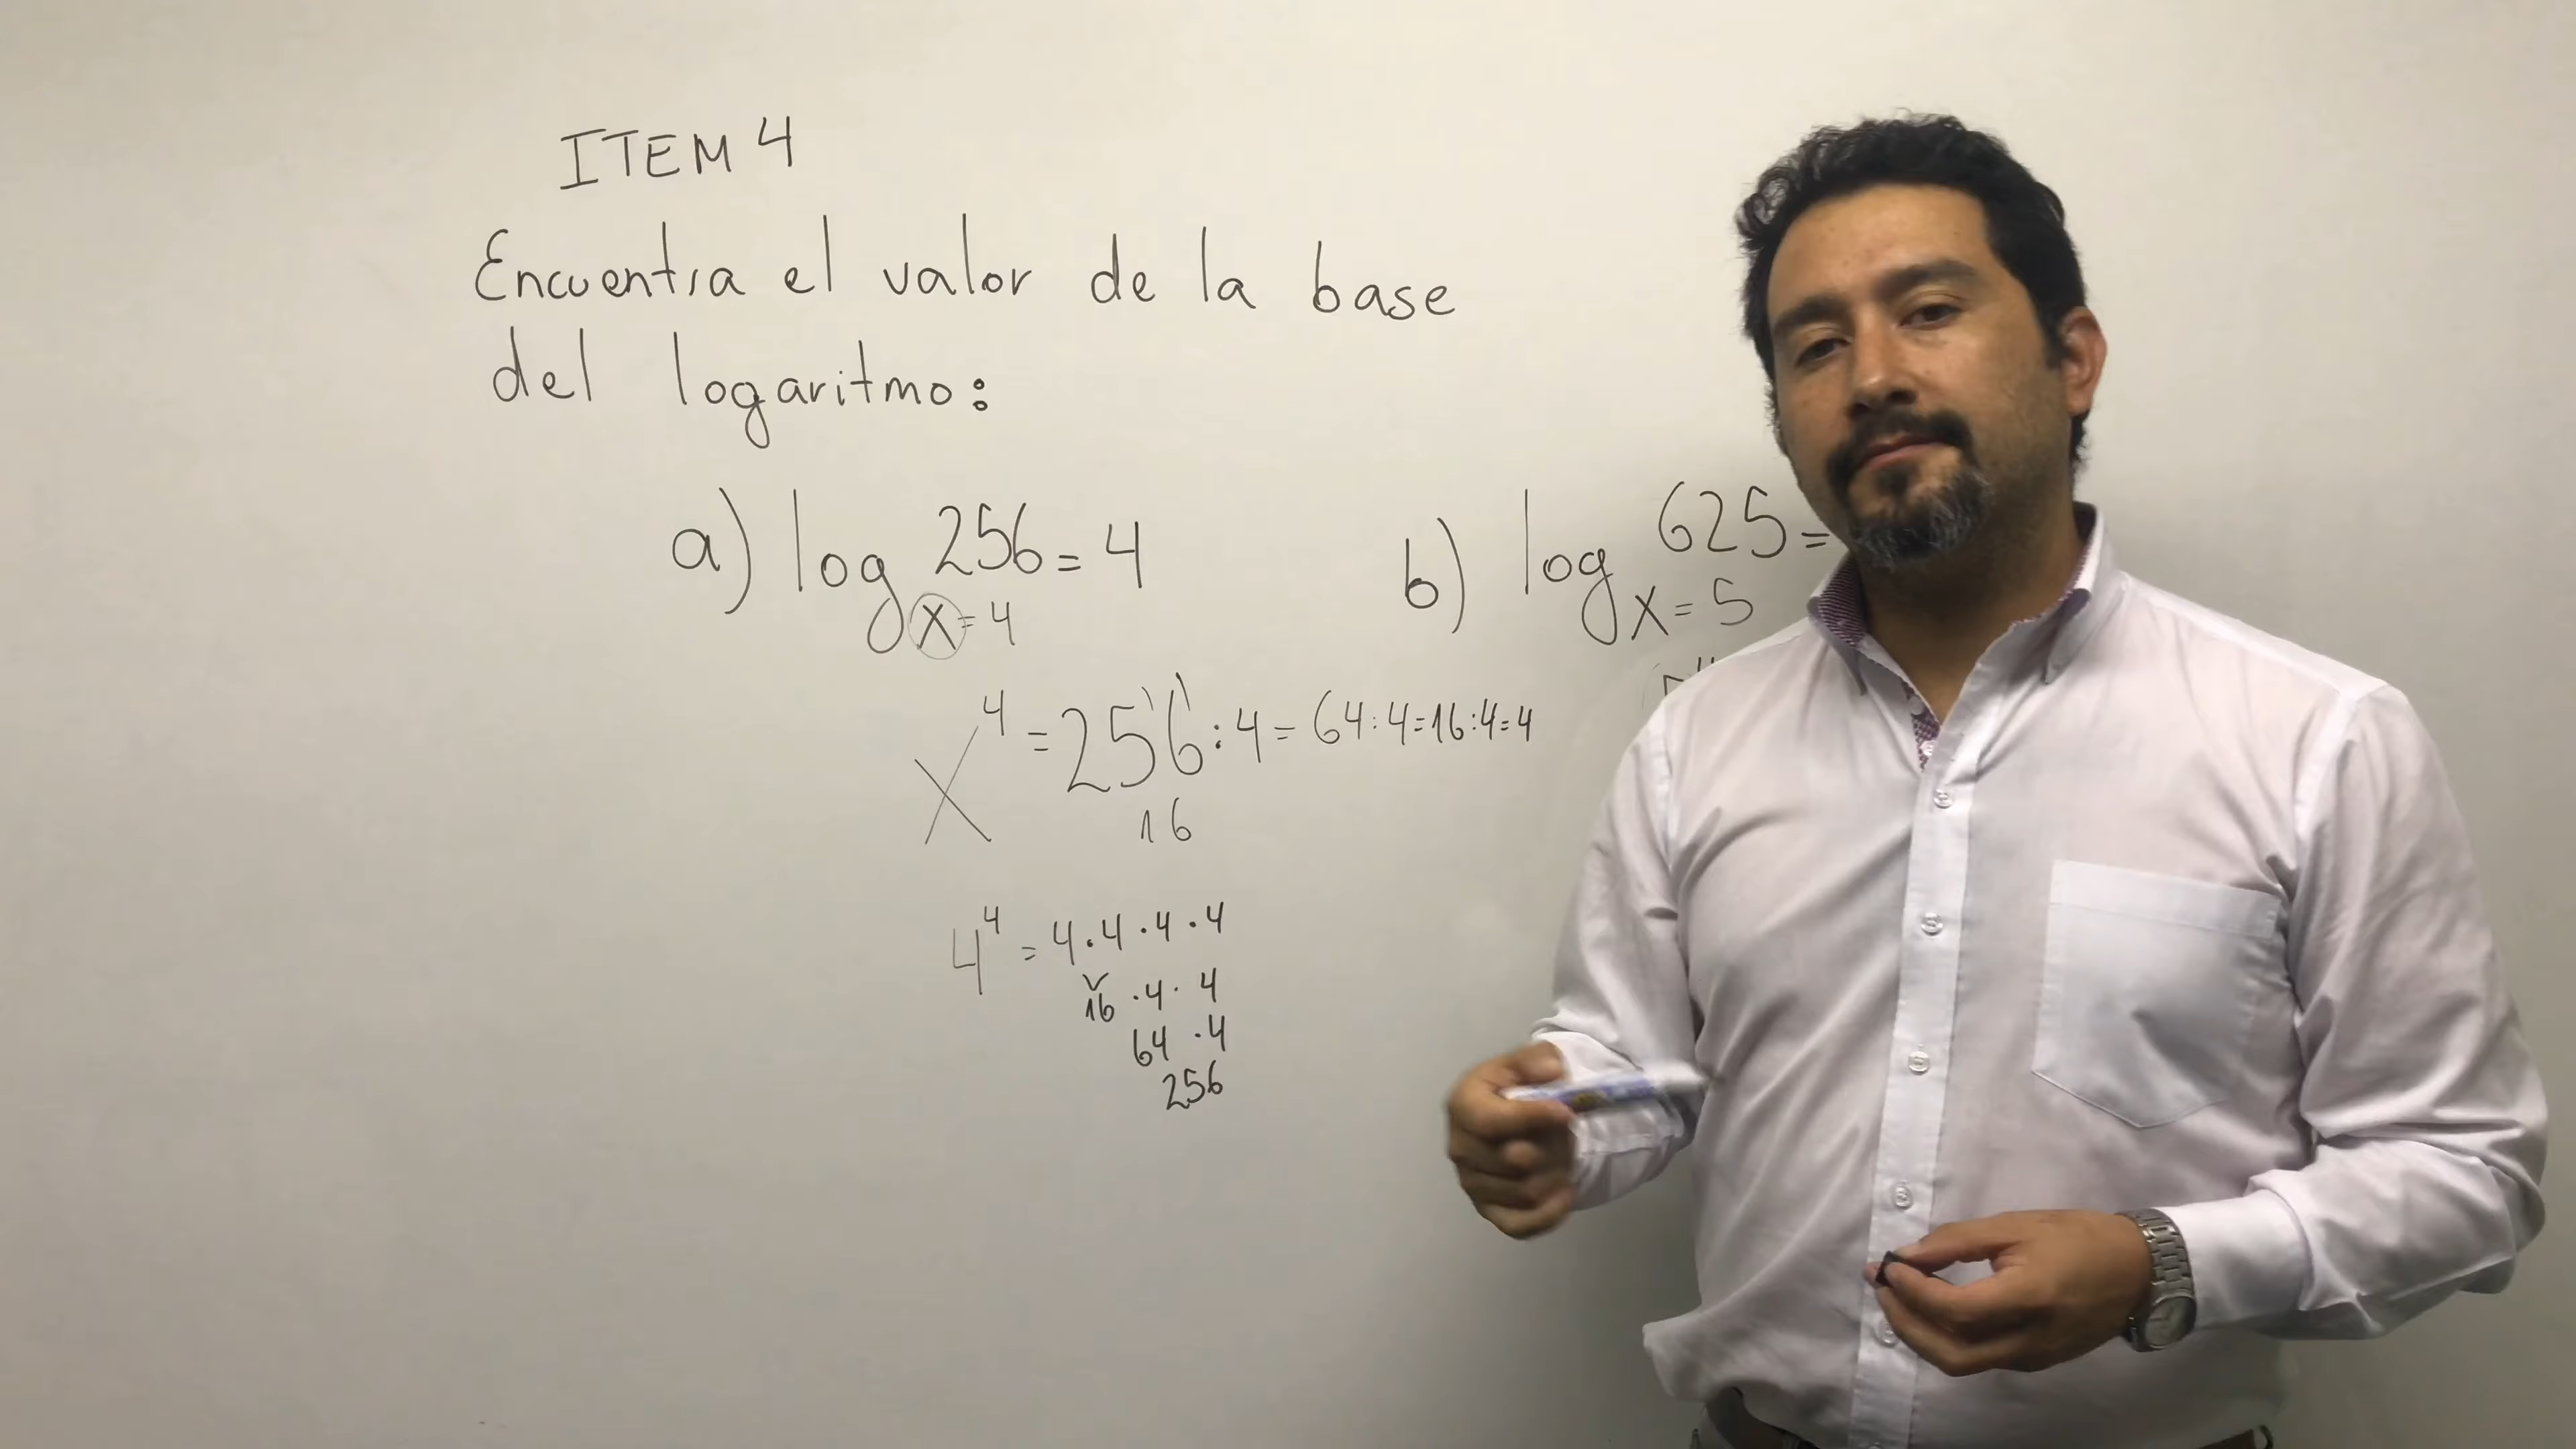 ITEM 4
Encuentra el valor de la base
del logaritmo:
a) log 256 = 4
x = 4
b) log 625 =
x = 5
x⁴ = 256 : 4 = 64 : 4 = 16 : 4 = 4
16
4⁴ = 4 · 4 · 4 · 4
16 · 4 · 4
64 · 4
256